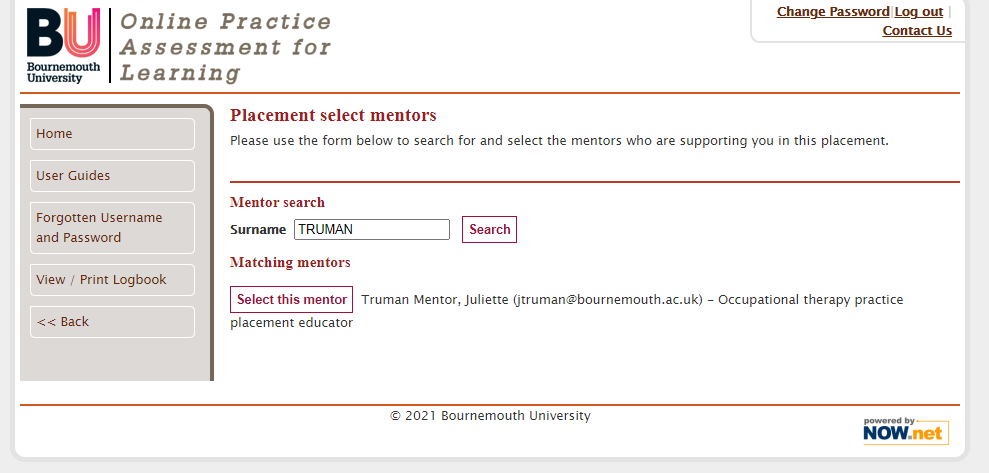 BU
Bournemouth
University
Online Practice
Assessment for
Learning
Change Password|Log out |
Contact Us
Home
User Guides
Forgotten Username
and Password
View / Print Logbook
<< Back
Placement select mentors
Please use the form below to search for and select the mentors who are supporting you in this placement.
Mentor search
Surname TRUMAN Search
Matching mentors
Select this mentor Truman Mentor, Juliette (jtruman@bournemouth.ac.uk) – Occupational therapy practice
placement educator
© 2021 Bournemouth University
powered by
NOW.net